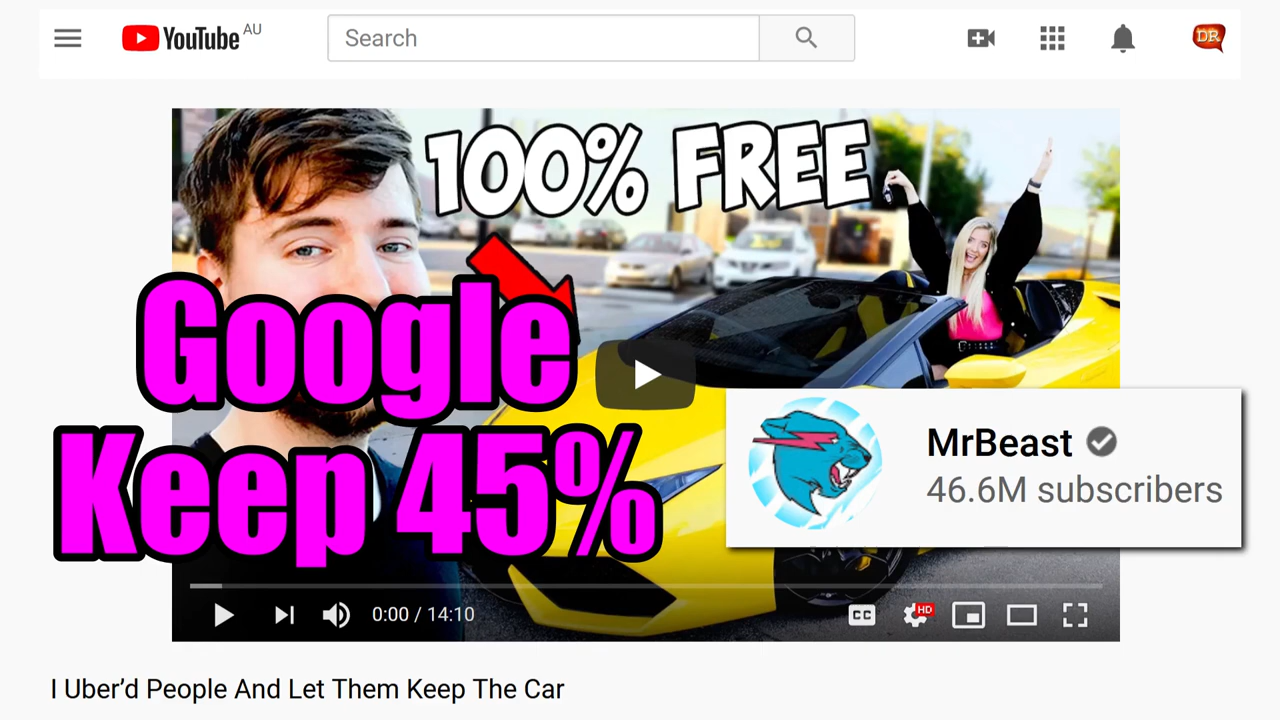 YouTube AU
Search
DR
100% FREE
Google
Keep 45%
MrBeast
46.6M subscribers
0:00 / 14:10
CC
HD
I Uber’d People And Let Them Keep The Car